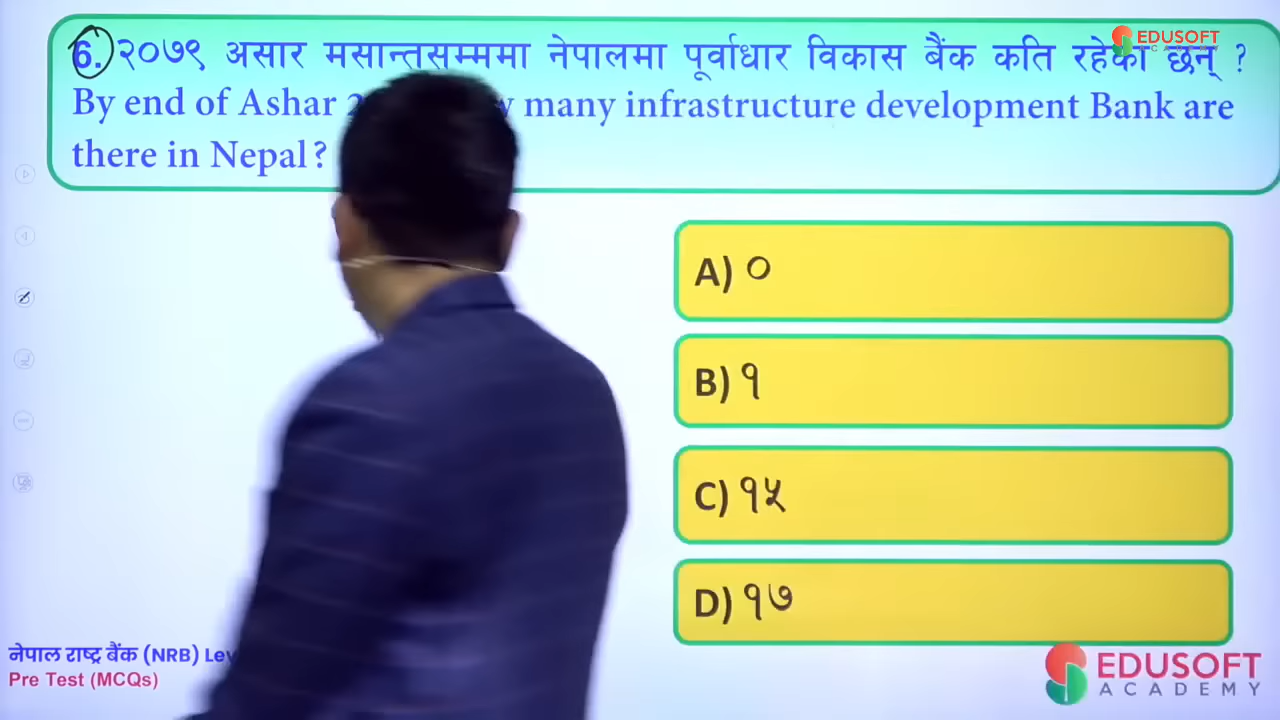 6. २०७९ असार मसान्तसम्ममा नेपालमा पूर्वाधार विकास बैंक कति रहेका छन् ?
By end of Ashar many infrastructure development Bank are
there in Nepal?
A) ०
B) १
C) १५
D) १७
नेपाल राष्ट्र बैंक (NRB)
Pre Test (MCQs)
EDUSOFT
ACADEMY
EDUSOFT
ACADEMY